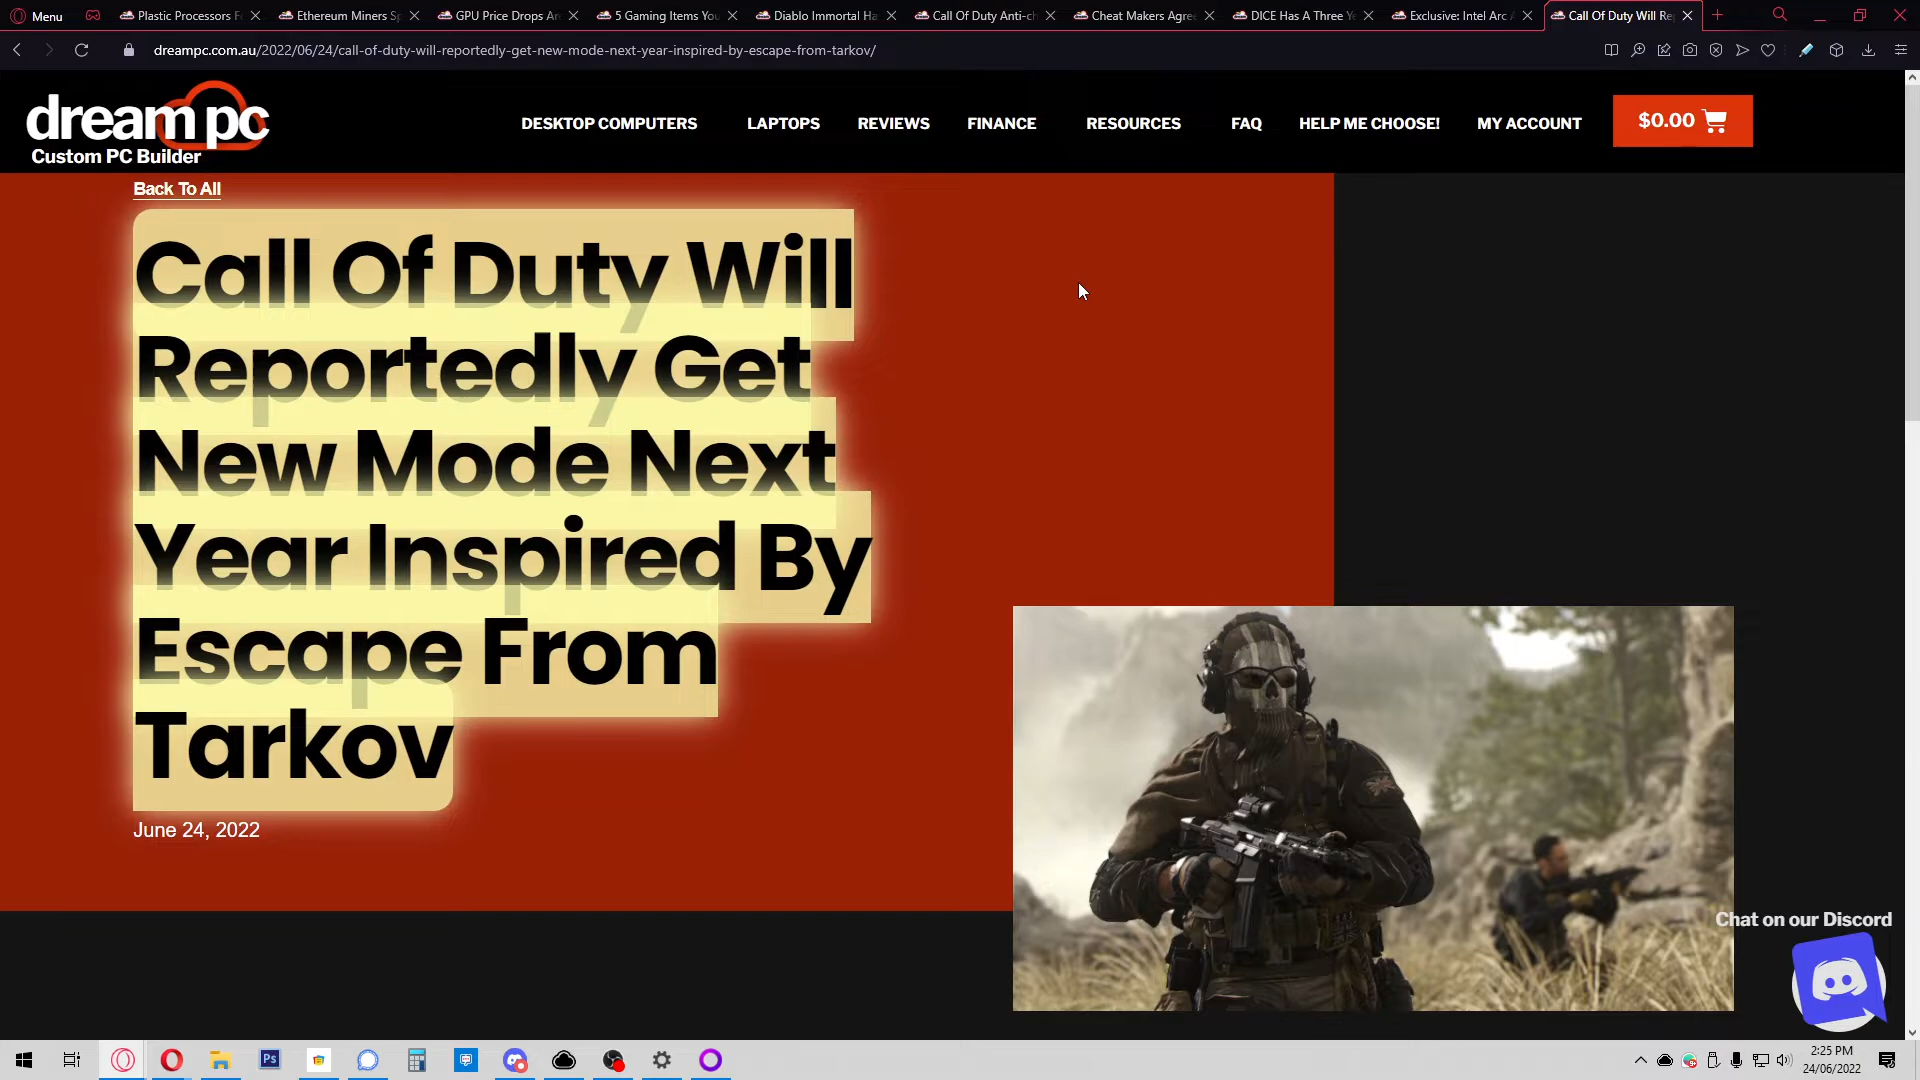 Menu
Plastic Processors F
Ethereum Miners Sp
GPU Price Drops Are
5 Gaming Items You
Diablo Immortal Ha
Call Of Duty Anti-ch
Cheat Makers Agree
DICE Has A Three Ye
Exclusive: Intel Arc A
Call Of Duty Will Re
dreampc.com.au/2022/06/24/call-of-duty-will-reportedly-get-new-mode-next-year-inspired-by-escape-from-tarkov/
dream pc
Custom PC Builder
DESKTOP COMPUTERS
LAPTOPS
REVIEWS
FINANCE
RESOURCES
FAQ
HELP ME CHOOSE!
MY ACCOUNT
$0.00
Back To All
Call Of Duty Will
Reportedly Get
New Mode Next
Year Inspired By
Escape From
Tarkov
June 24, 2022
Chat on our Discord
Ps
2:25 PM
24/06/2022